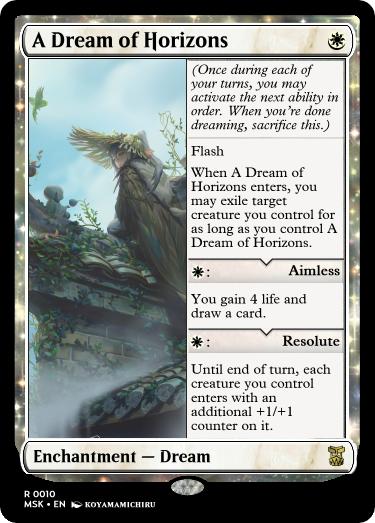 A Dream of Horizons
(Once during each of
your turns, you may
activate the next ability in
order. When you're done
dreaming, sacrifice this.)
Flash
When A Dream of
Horizons enters, you
may exile target
creature you control for
as long as you control A
Dream of Horizons.
: Aimless
You gain 4 life and
draw a card.
: Resolute
Until end of turn, each
creature you control
enters with an
additional +1/+1
counter on it.
Enchantment — Dream
R 0010
MSK • EN KOYAMAMICHIRU